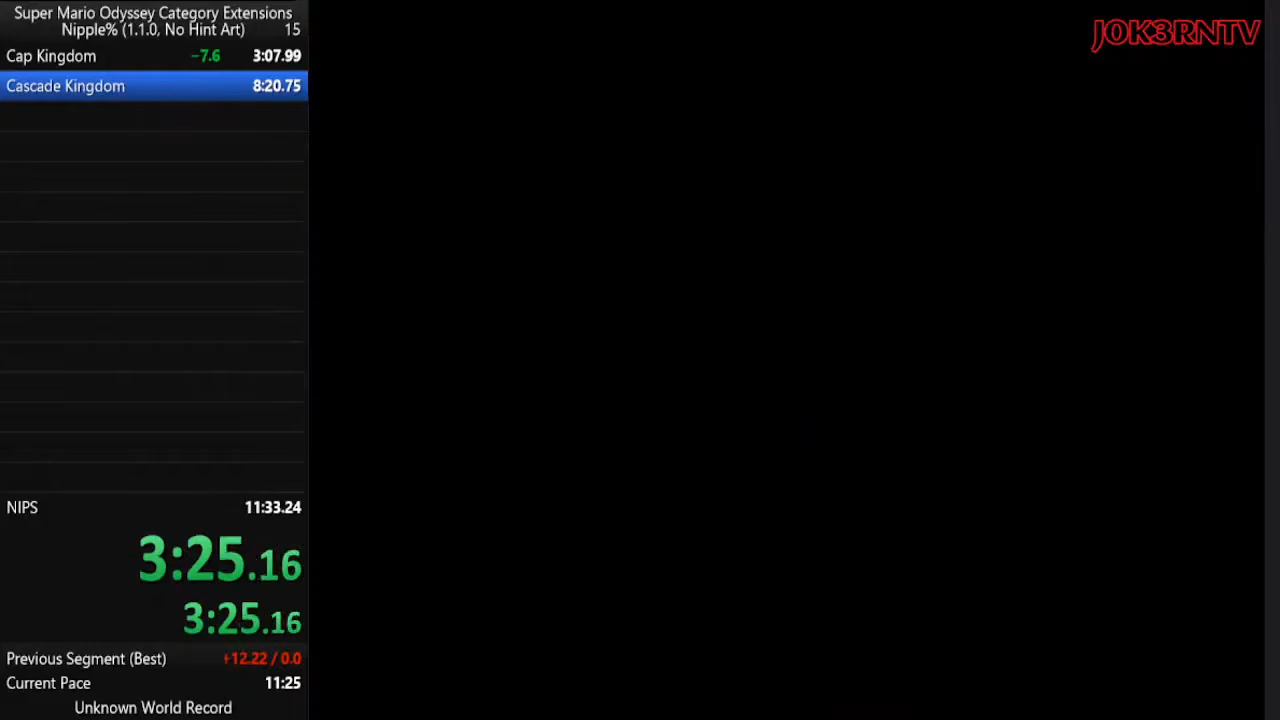 Super Mario Odyssey Category Extensions
Nipple% (1.1.0, No Hint Art) 15
Cap Kingdom −7.6 3:07.99
Cascade Kingdom 8:20.75
NIPS 11:33.24
3:25.16
3:25.16
Previous Segment (Best) +12.22 / 0.0
Current Pace 11:25
Unknown World Record
JOK3RNTV